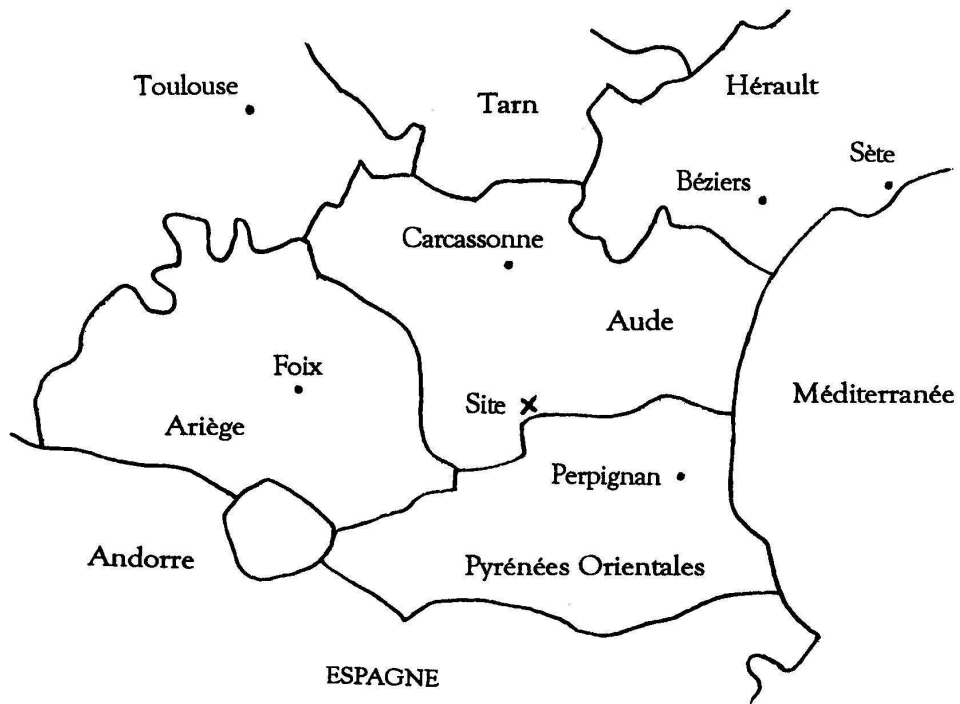 Toulouse
Tarn
Hérault
Sète
Béziers
Carcassonne
Aude
Foix
Site
Méditerranée
Ariège
Perpignan
Andorre
Pyrénées Orientales
ESPAGNE